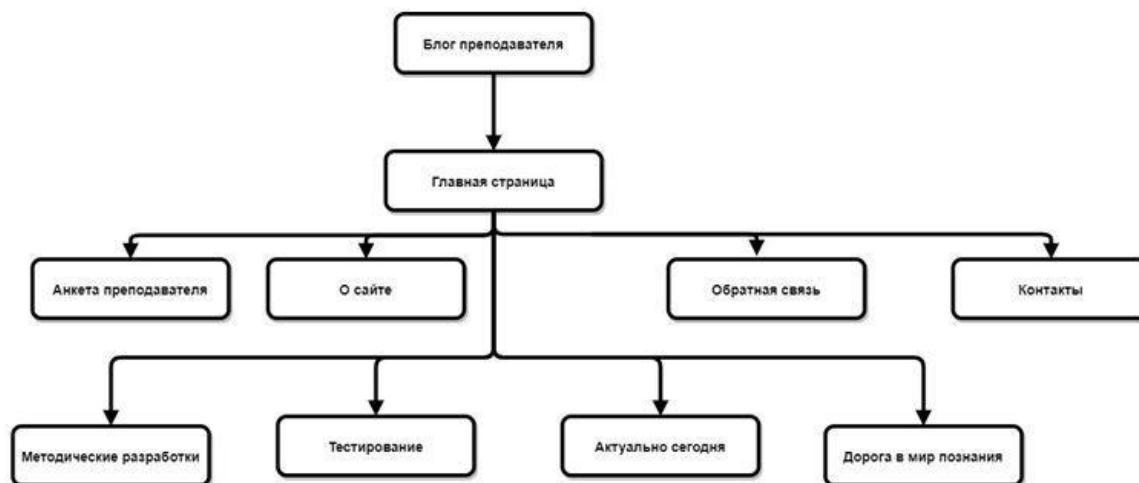 Блог преподавателя
Главная страница
Анкета преподавателя
О сайте
Обратная связь
Контакты
Методические разработки
Тестирование
Актуально сегодня
Дорога в мир познания